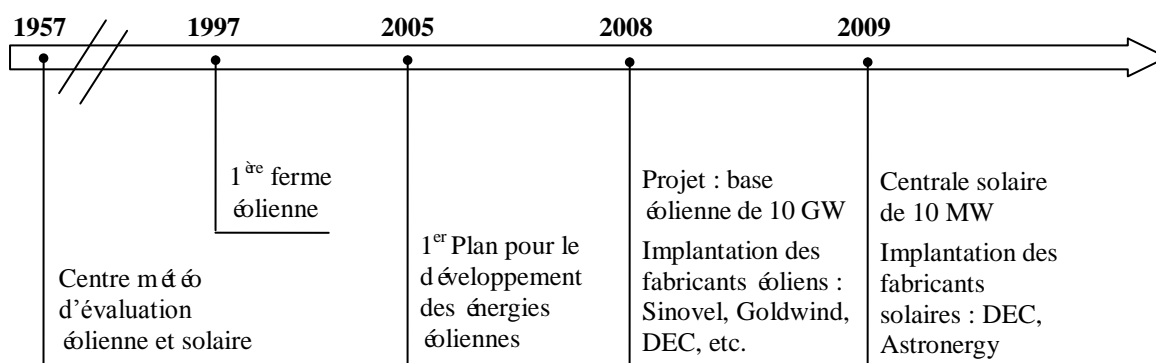 1957 1997 2005 2008 2009
Centre météo
d’évaluation
éolienne et solaire
1ère ferme
éolienne
1er Plan pour le
développement
des énergies
éoliennes
Projet : base
éolienne de 10 GW
Implantation des
fabricants éoliens :
Sinovel, Goldwind,
DEC, etc.
Centrale solaire
de 10 MW
Implantation des
fabricants
solaires : DEC,
Astronergy